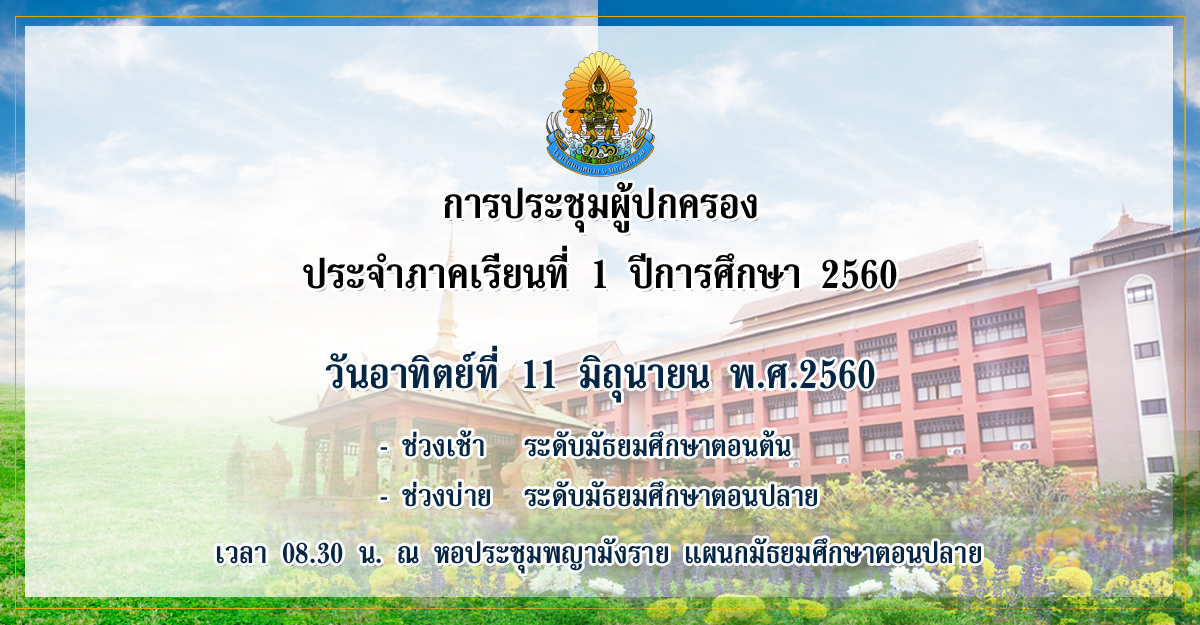 การประชุมผู้ปกครอง
ประจำภาคเรียนที่ 1 ปีการศึกษา 2560
วันอาทิตย์ที่ 11 มิถุนายน พ.ศ.2560
- ช่วงเช้า ระดับมัธยมศึกษาตอนต้น
- ช่วงบ่าย ระดับมัธยมศึกษาตอนปลาย
เวลา 08.30 น. ณ หอประชุมพญามังราย แผนกมัธยมศึกษาตอนปลาย